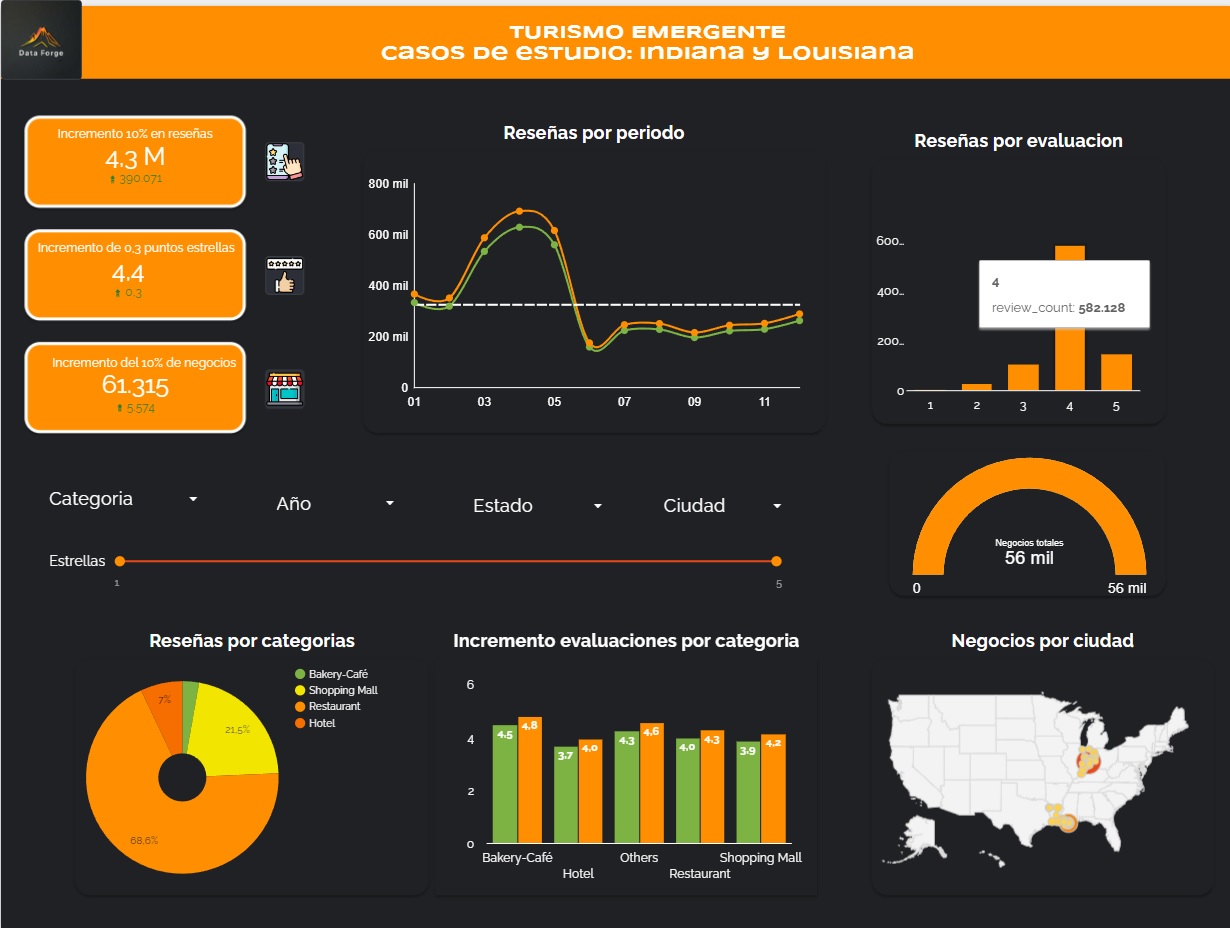 Data Forge
TURISMO EMERGENTE
Casos de estudio: Indiana y Louisiana
Incremento 10% en reseñas
4.3 M
390.071
Incremento de 0,3 puntos estrellas
4.4
0.3
Incremento del 10% de negocios
61.315
5.574
Reseñas por periodo
800 mil
600 mil
400 mil
200 mil
0
01 03 05 07 09 11
Reseñas por evaluacion
600…
400…
200…
0
1 2 3 4 5
4
review_count: 582.128
Categoria
Año
Estado
Ciudad
Estrellas
1
5
Negocios totales
56 mil
0
56 mil
Reseñas por categorias
Bakery-Café
Shopping Mall
Restaurant
Hotel
7%
21,5%
68,6%
Incremento evaluaciones por categoria
6
4
2
0
4.5 4.8 3.7 4.0 4.3 4.6 4.0 4.3 3.9 4.2
Bakery-Café Others Shopping Mall
Hotel Restaurant
Negocios por ciudad